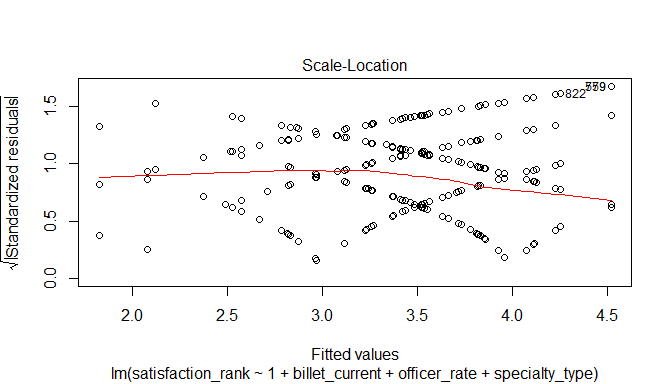 Scale-Location
√|Standardized residuals|
1.5
1.0
0.5
0.0
822
2.0
2.5
3.0
3.5
4.0
4.5
Fitted values
lm(satisfaction_rank ~ 1 + billet_current + officer_rate + specialty_type)